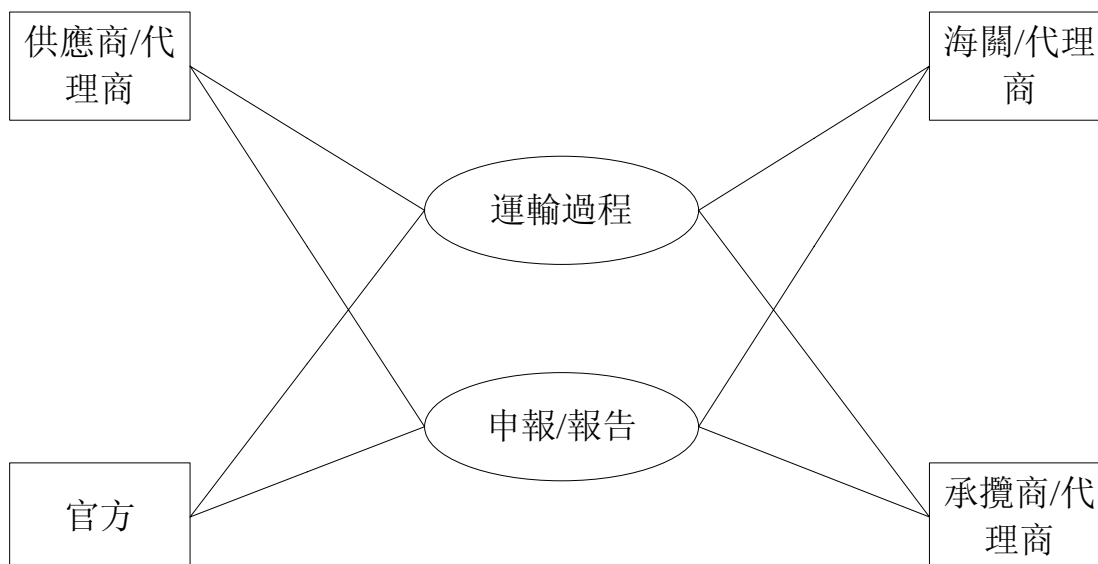 供應商/代
理商
海關/代理
商
運輸過程
申報/報告
官方
承攬商/代
理商